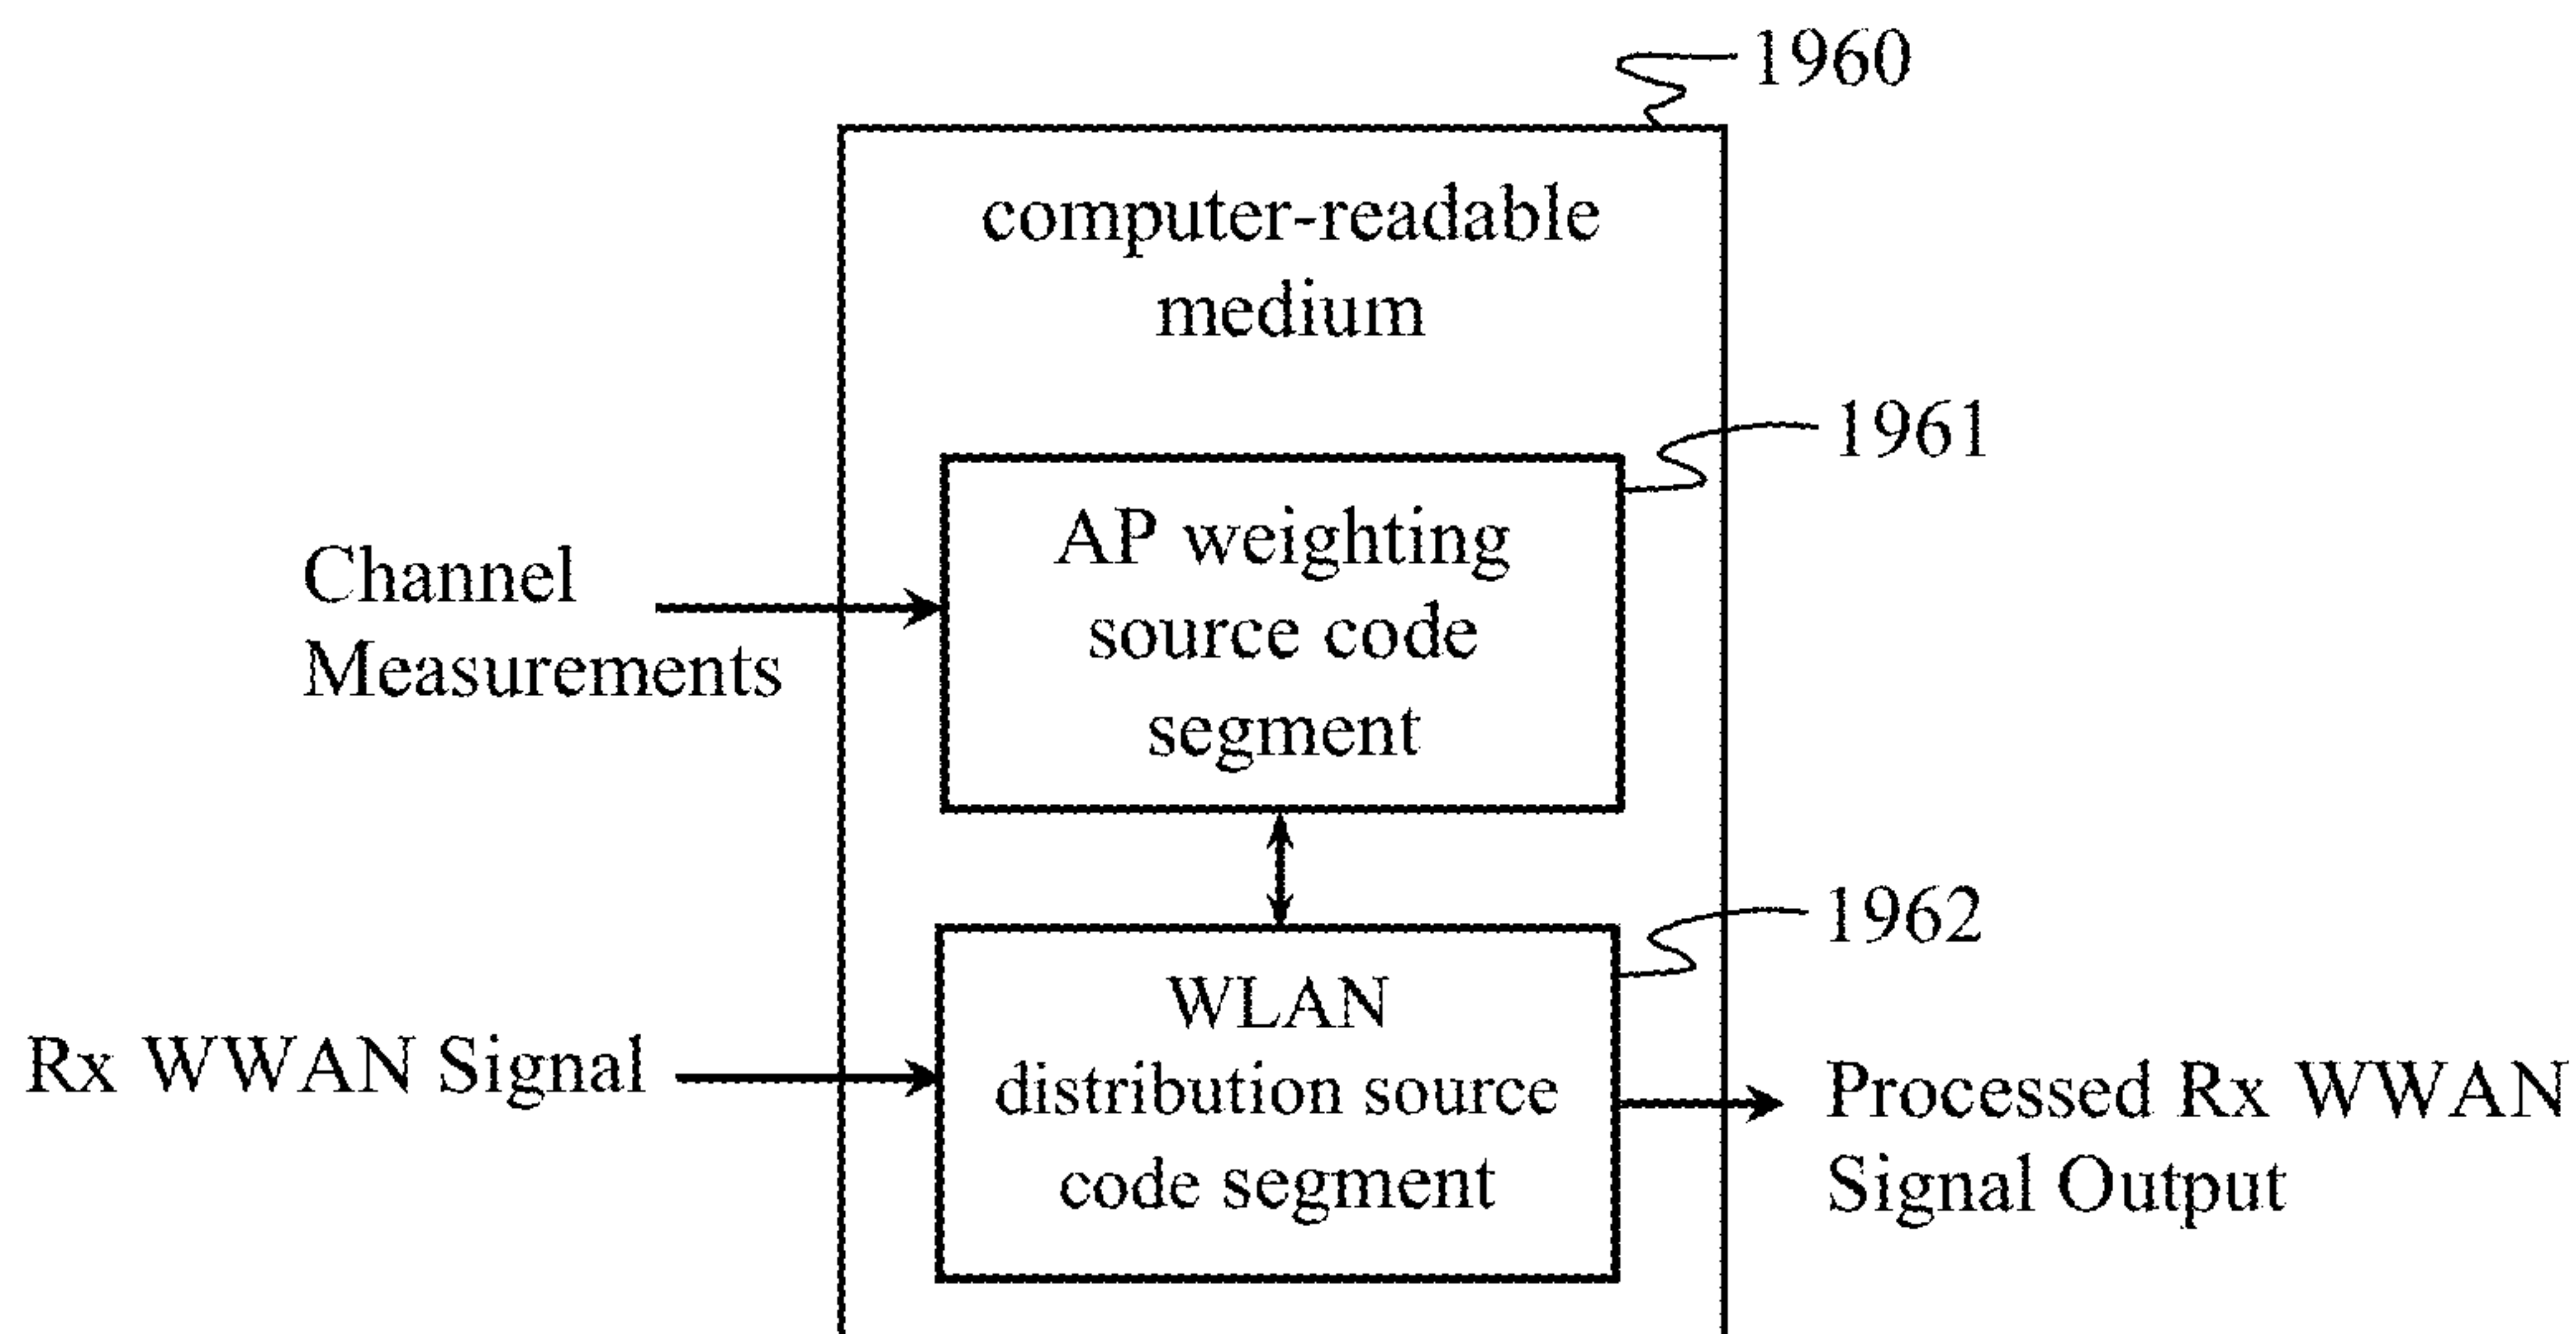 1960
computer-readable
medium
1961
AP weighting
source code
segment
Channel
Measurements
1962
WLAN
distribution source
code segment
Rx WWAN Signal
Processed Rx WWAN
Signal Output